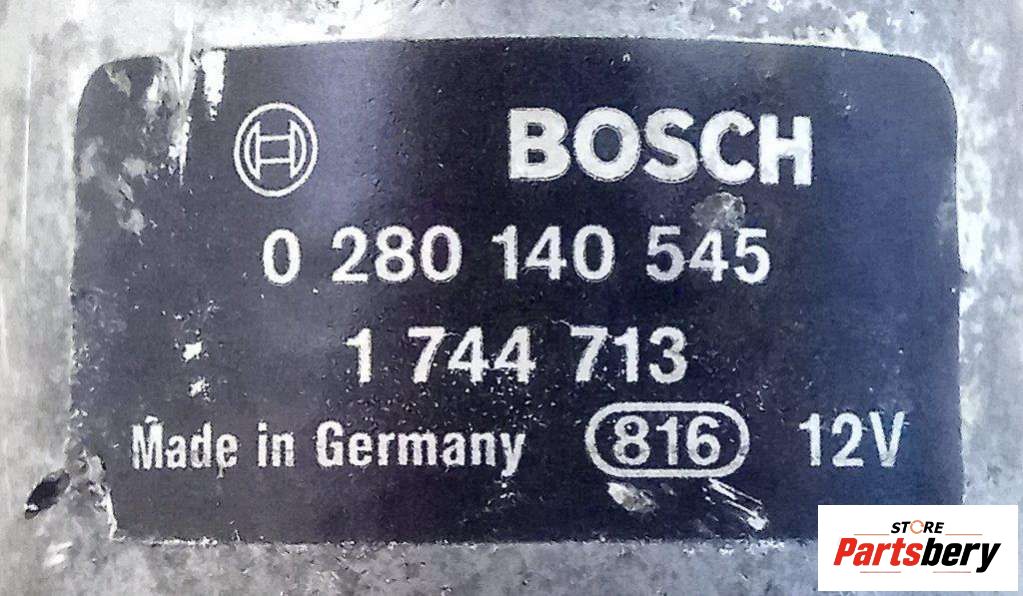 BOSCH
0 280 140 545
1 744 713
Made in Germany 816 12V
STORE
Partsbery